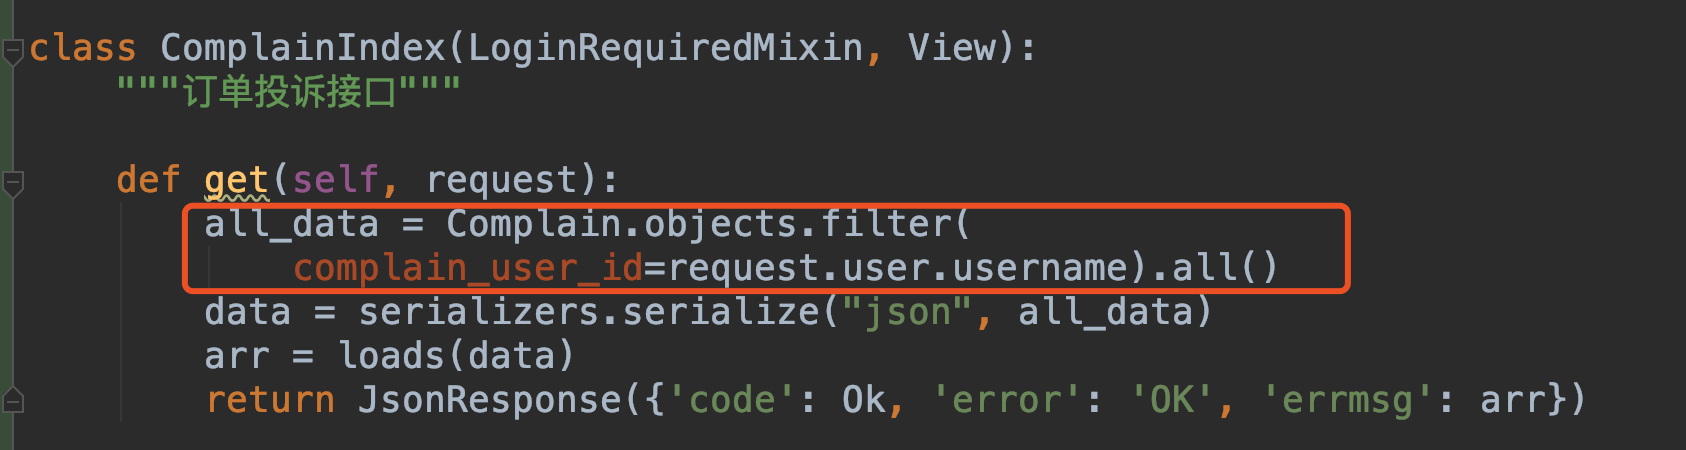 class ComplainIndex(LoginRequiredMixin, View):
"""订单投诉接口"""
def get(self, request):
all_data = Complain.objects.filter(
complain_user_id=request.user.username).all()
data = serializers.serialize("json", all_data)
arr = loads(data)
return JsonResponse({'code': Ok, 'error': 'OK', 'errmsg': arr})